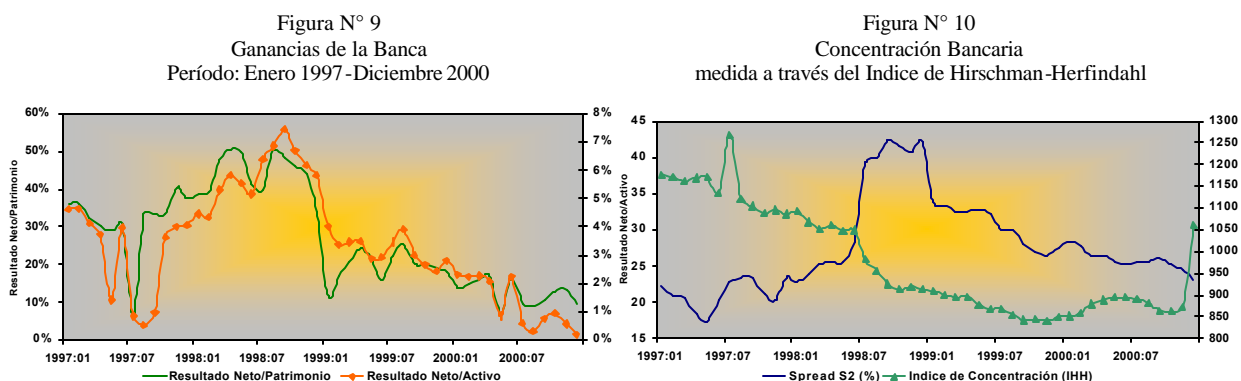 Figura N° 9
Ganancias de la Banca
Período: Enero 1997-Diciembre 2000
60%
50%
40%
30%
20%
10%
0%
Resultado Neto/Patrimonio
8%
7%
6%
5%
4%
3%
2%
1%
0%
1997:01 1997:07 1998:01 1998:07 1999:01 1999:07 2000:01 2000:07
Resultado Neto/Patrimonio Resultado Neto/Activo
Figura N° 10
Concentración Bancaria
medida a través del Indice de Hirschman-Herfindahl
Resultado Neto/Activo
45
40
35
30
25
20
15
1300
1250
1200
1150
1100
1050
1000
950
900
850
800
1997:01 1997:07 1998:01 1998:07 1999:01 1999:07 2000:01 2000:07
Spread S2 (%) Indice de Concentración (IHH)